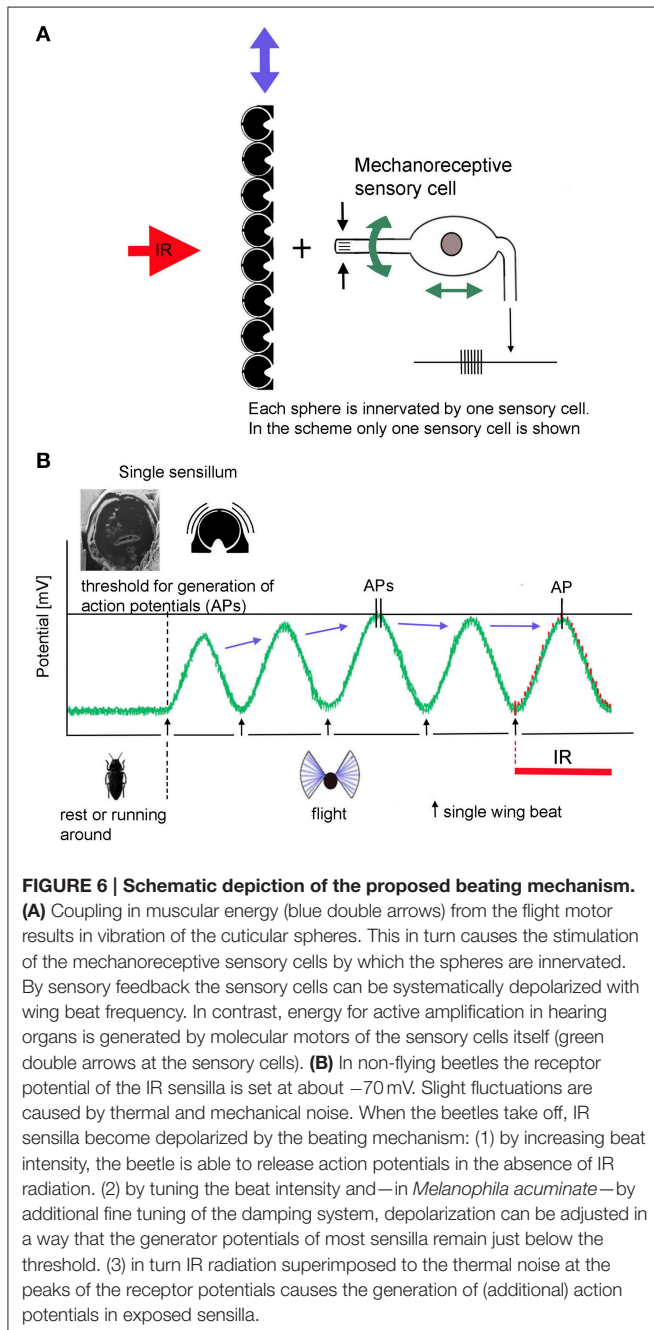 A
IR
+
Mechanoreceptive
sensory cell
Each sphere is innervated by one sensory cell.
In the scheme only one sensory cell is shown
B
Single sensillum
threshold for generation of
action potentials (APs)
APs
AP
Potential [mV]
IR
rest or running
around
flight
single wing beat
FIGURE 6 | Schematic depiction of the proposed beating mechanism.
(A) Coupling in muscular energy (blue double arrows) from the flight motor
results in vibration of the cuticular spheres. This in turn causes the stimulation
of the mechanoreceptive sensory cells by which the spheres are innervated.
By sensory feedback the sensory cells can be systematically depolarized with
wing beat frequency. In contrast, energy for active amplification in hearing
organs is generated by molecular motors of the sensory cells itself (green
double arrows at the sensory cells). (B) In non-flying beetles the receptor
potential of the IR sensilla is set at about −70 mV. Slight fluctuations are
caused by thermal and mechanical noise. When the beetles take off, IR
sensilla become depolarized by the beating mechanism: (1) by increasing beat
intensity, the beetle is able to release action potentials in the absence of IR
radiation. (2) by tuning the beat intensity and—in Melanophila acuminate—by
additional fine tuning of the damping system, depolarization can be adjusted in
a way that the generator potentials of most sensilla remain just below the
threshold. (3) in turn IR radiation superimposed to the thermal noise at the
peaks of the receptor potentials causes the generation of (additional) action
potentials in exposed sensilla.